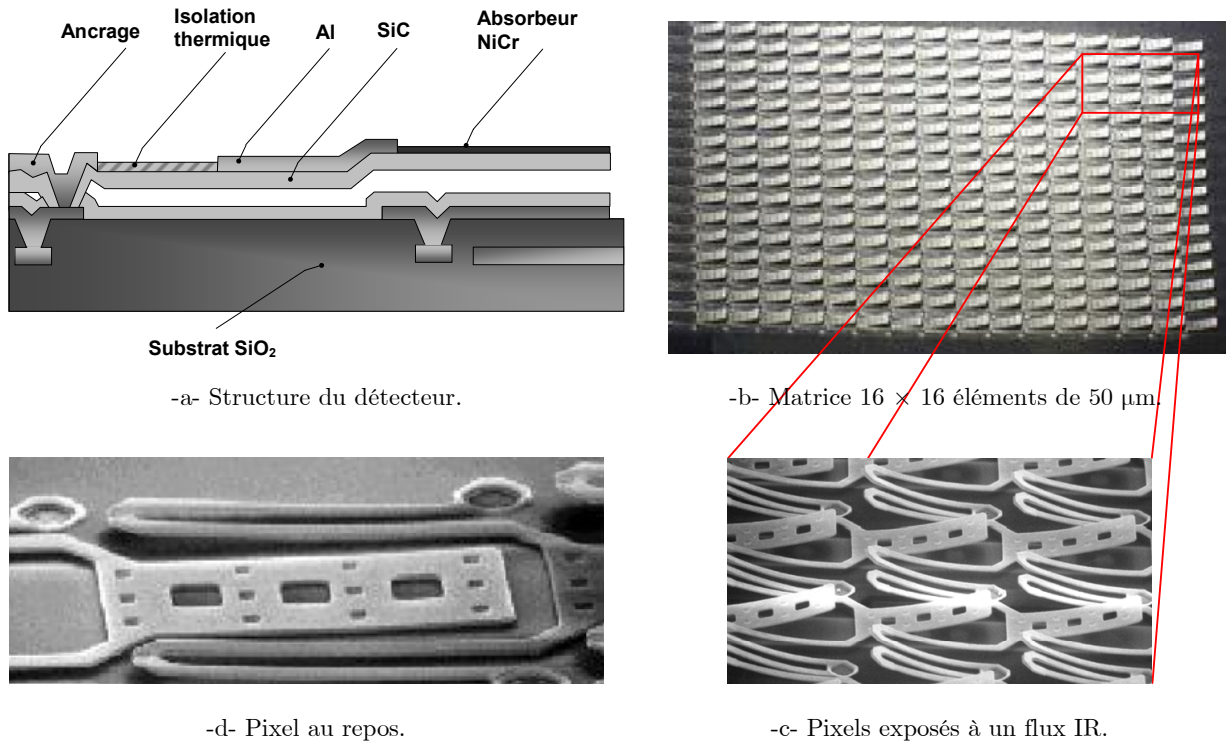 Ancrage
Isolation
thermique
Al
SiC
Absorbeur
NiCr
Substrat SiO₂
-a- Structure du détecteur.
-b- Matrice 16 × 16 éléments de 50 μm.
-d- Pixel au repos.
-c- Pixels exposés à un flux IR.